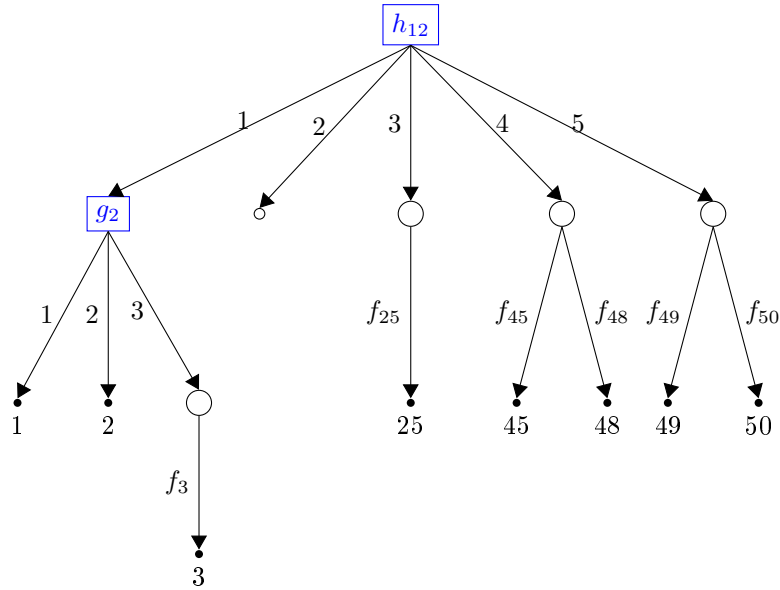 h₁₂
1 2 3 4 5
g₂
1 2 3 f₂₅ f₄₅ f₄₈ f₄₉ f₅₀
1 2 25 45 48 49 50
f₃
3